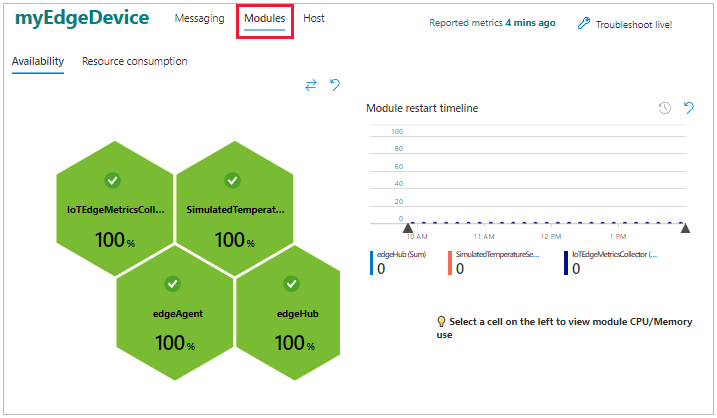 myEdgeDevice
Messaging
Modules
Host
Reported metrics 4 mins ago
Troubleshoot live!
Availability
Resource consumption
IoTEdgeMetricsColl...
100 %
SimulatedTemperat...
100 %
edgeAgent
100 %
edgeHub
100 %
Module restart timeline
100
80
60
40
20
0
10 AM
11 AM
12 PM
1 PM
edgeHub (Sum)
0
SimulatedTemperatureSe...
0
IoTEdgeMetricsCollector (...
0
Select a cell on the left to view module CPU/Memory
use